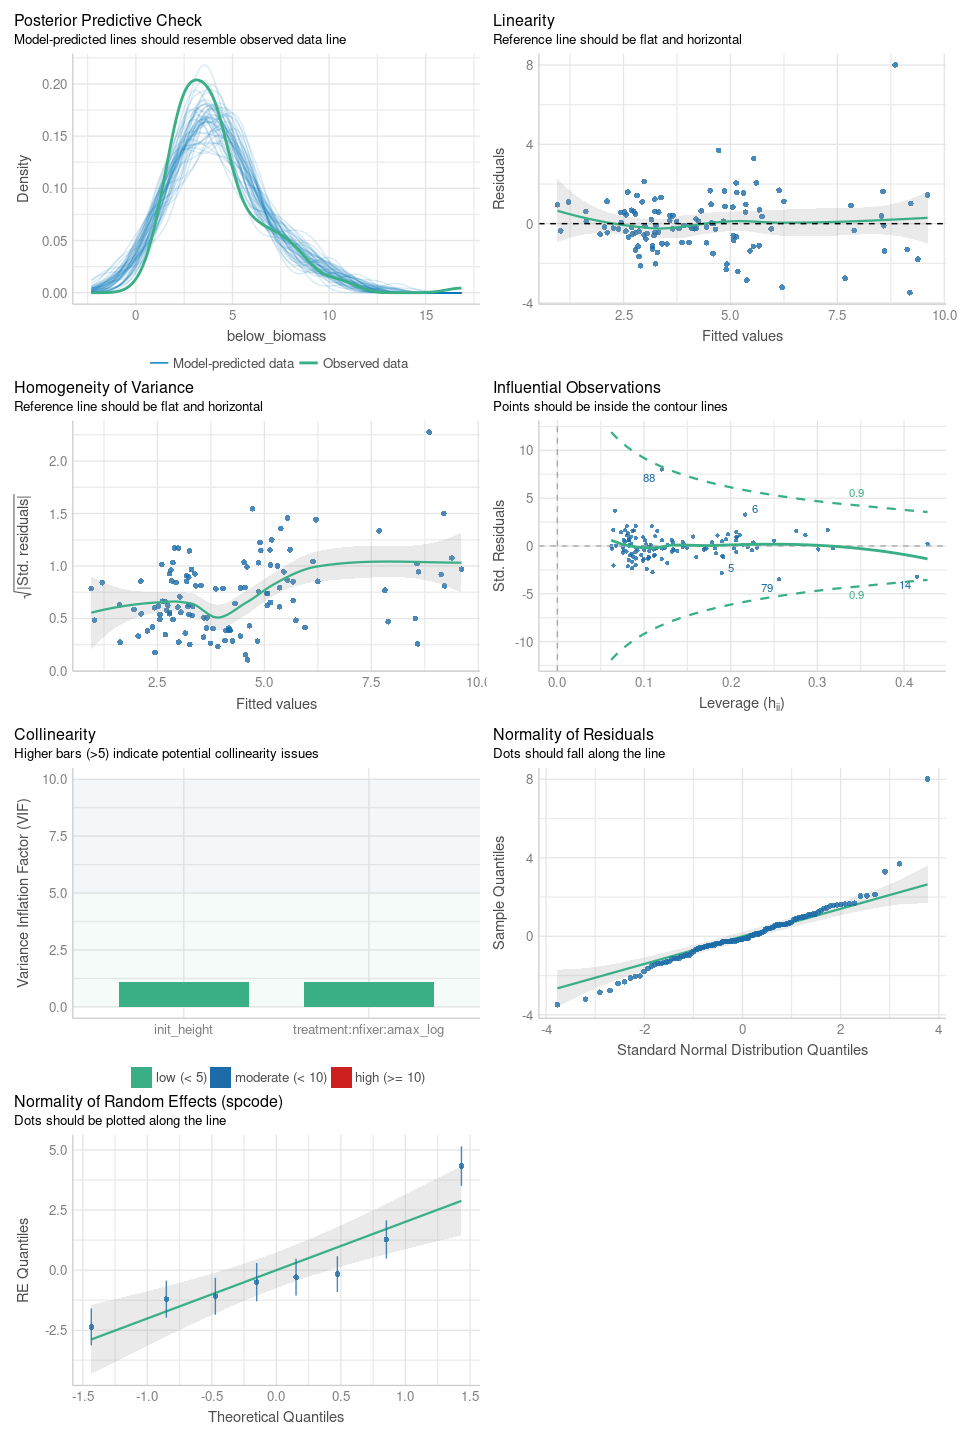 Posterior Predictive Check
Model-predicted lines should resemble observed data line
Density
0.20
0.15
0.10
0.05
0.00
0
5
10
15
below_biomass
Model-predicted data
Observed data
Linearity
Reference line should be flat and horizontal
Residuals
8
4
0
-4
2.5
5.0
7.5
10.0
Fitted values
Homogeneity of Variance
Reference line should be flat and horizontal
√|Std. residuals|
2.0
1.5
1.0
0.5
0.0
2.5
5.0
7.5
10.0
Fitted values
Influential Observations
Points should be inside the contour lines
Std. Residuals
10
5
0
-5
-10
88
6
0.9
5
79
14
0.9
0.0
0.1
0.2
0.3
0.4
Leverage (hii)
Collinearity
Higher bars (>5) indicate potential collinearity issues
Variance Inflation Factor (VIF)
10.0
7.5
5.0
2.5
0.0
init_height
treatment:nfixer:amax_log
low (< 5)
moderate (< 10)
high (>= 10)
Normality of Residuals
Dots should fall along the line
Sample Quantiles
8
4
0
-4
-4
-2
0
2
4
Standard Normal Distribution Quantiles
Normality of Random Effects (spcode)
Dots should be plotted along the line
RE Quantiles
5.0
2.5
0.0
-2.5
-1.5
-1.0
-0.5
0.0
0.5
1.0
1.5
Theoretical Quantiles